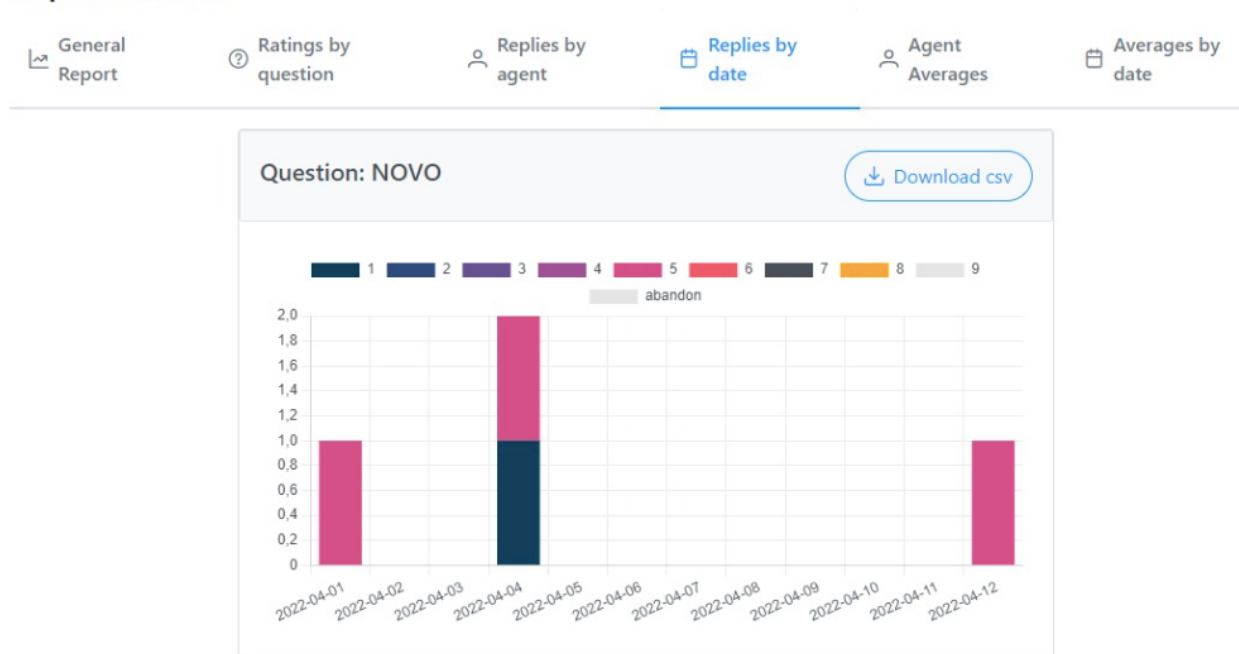 General Report
Ratings by question
Replies by agent
Replies by date
Agent Averages
Averages by date
Question: NOVO
Download csv
1 2 3 4 5 6 7 8 9
abandon
2,0
1,8
1,6
1,4
1,2
1,0
0,8
0,6
0,4
0,2
0
2022-04-01 2022-04-02 2022-04-03 2022-04-04 2022-04-05 2022-04-06 2022-04-07 2022-04-08 2022-04-09 2022-04-10 2022-04-11 2022-04-12